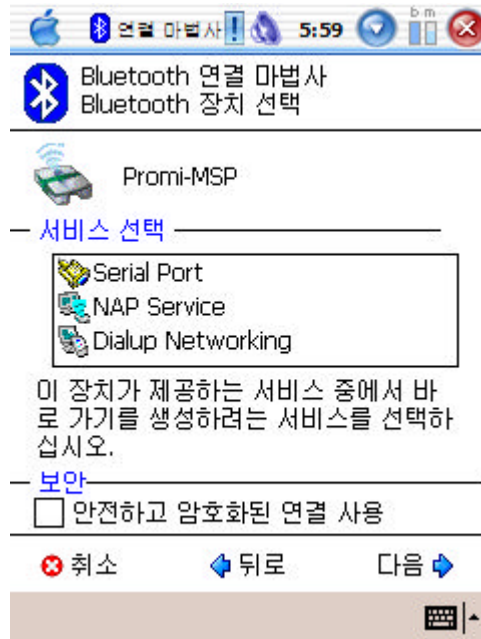 연결 마법사 ! 5:59 b m
Bluetooth 연결 마법사
Bluetooth 장치 선택
Promi-MSP
서비스 선택
Serial Port
NAP Service
Dialup Networking
이 장치가 제공하는 서비스 중에서 바
로 가기를 생성하려는 서비스를 선택하
십시오.
보안
안전하고 암호화된 연결 사용
취소 뒤로 다음